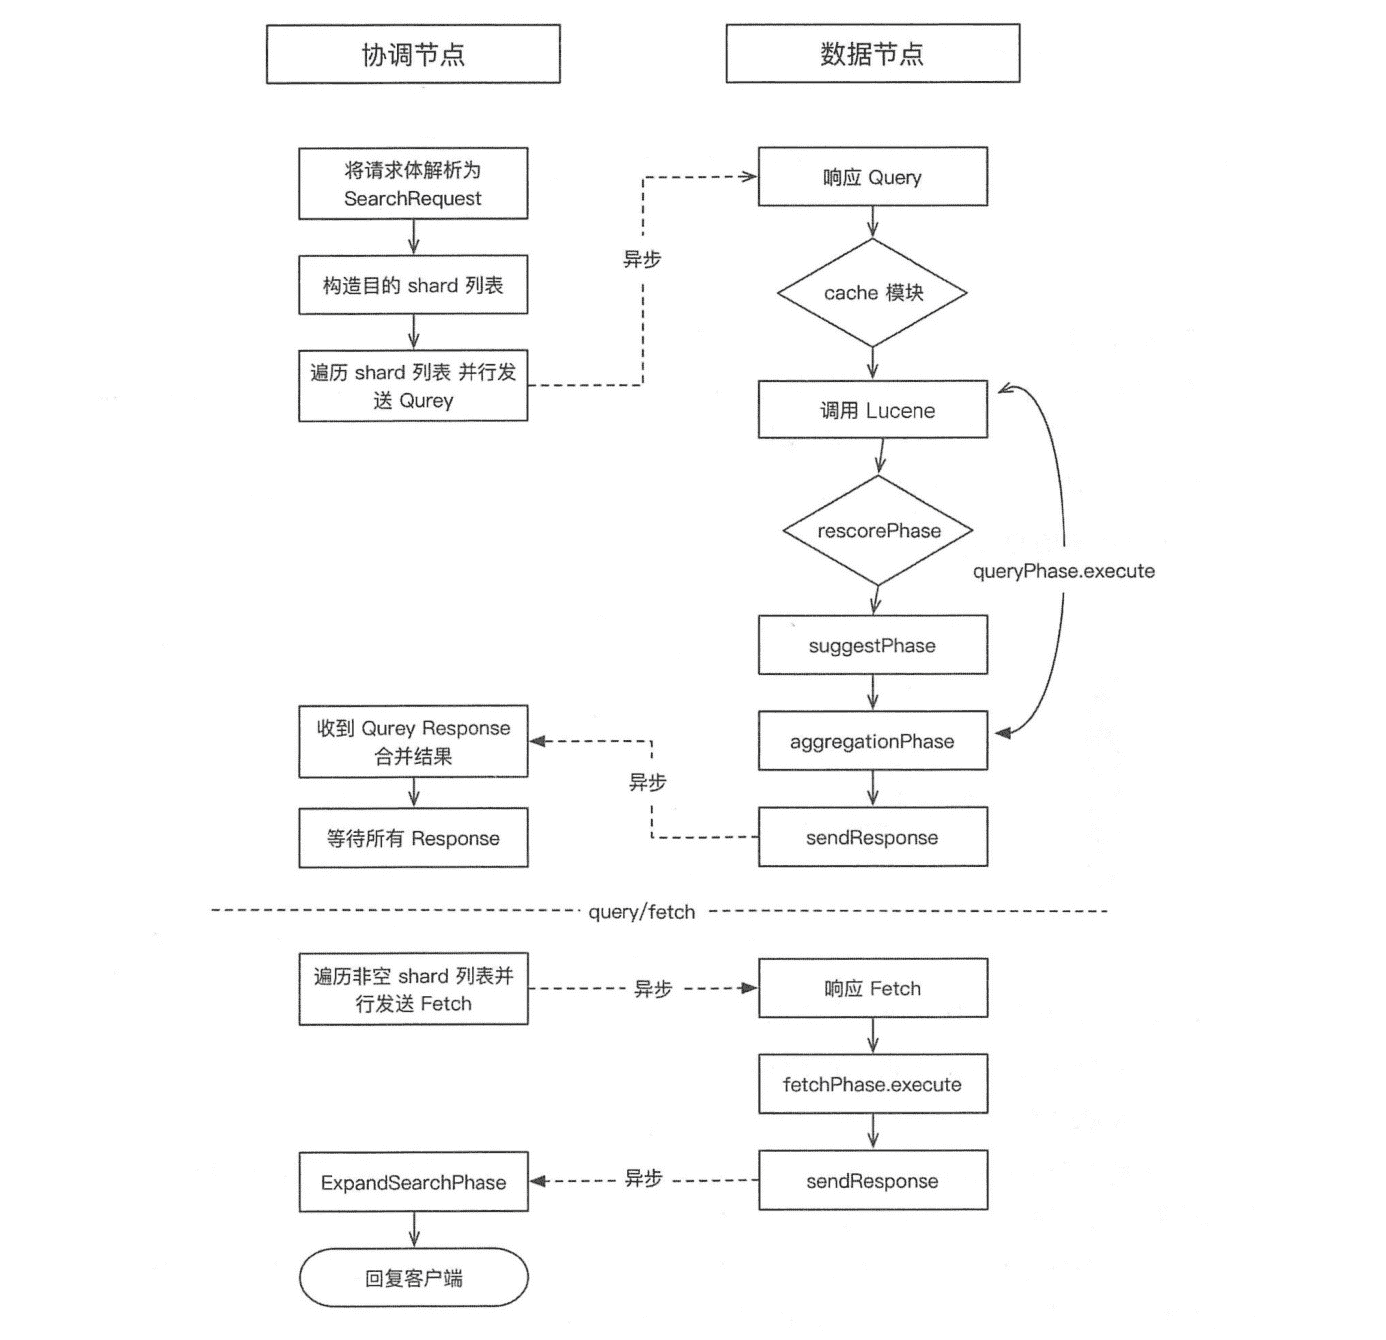 协调节点
数据节点
将请求体解析为
SearchRequest
构造目的 shard 列表
遍历 shard 列表 并行发
送 Qurey
异步
响应 Query
cache 模块
调用 Lucene
rescorePhase
queryPhase.execute
suggestPhase
aggregationPhase
sendResponse
异步
收到 Qurey Response
合并结果
等待所有 Response
query/fetch
遍历非空 shard 列表并
行发送 Fetch
异步
响应 Fetch
fetchPhase.execute
sendResponse
异步
ExpandSearchPhase
回复客户端